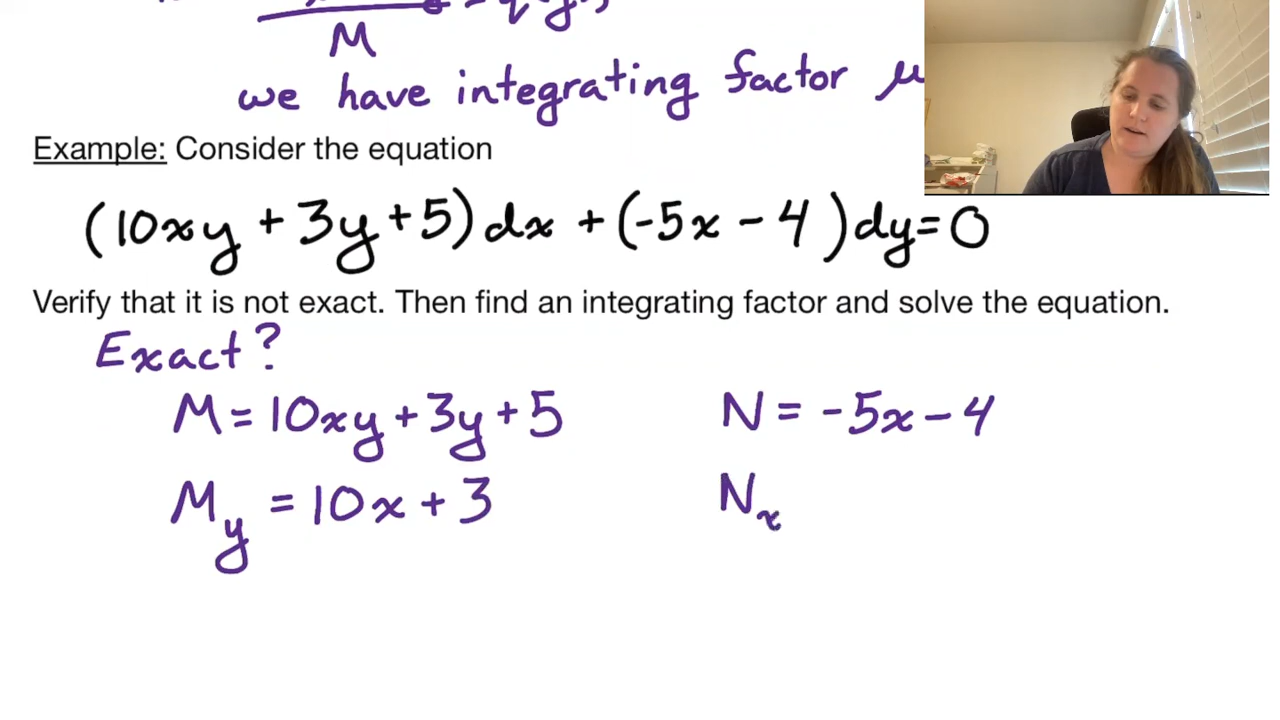 M
we have integrating factor μ
Example: Consider the equation
(10xy + 3y + 5)dx + (-5x - 4)dy = 0
Verify that it is not exact. Then find an integrating factor and solve the equation.
Exact?
M = 10xy + 3y + 5 N = -5x - 4
M_y = 10x + 3 N_x